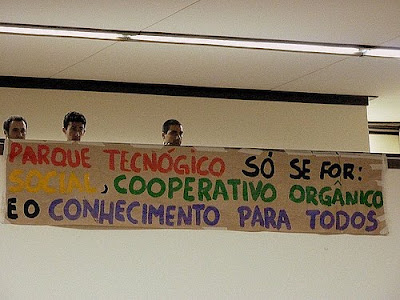 PARQUE TECNÓGICO SÓ SE FOR:
SOCIAL, COOPERATIVO ORGÂNICO
E O CONHECIMENTO PARA TODOS